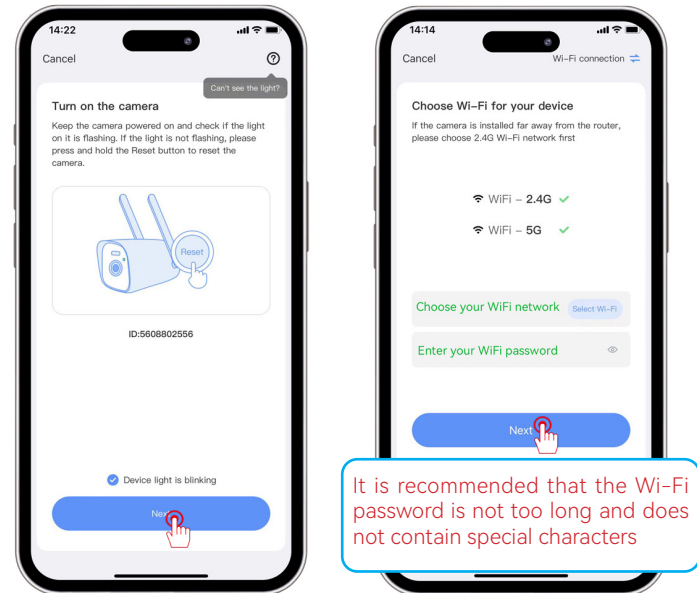 14:22
Cancel
Can't see the light?
Turn on the camera
Keep the camera powered on and check if the light
on it is flashing. If the light is not flashing, please
press and hold the Reset button to reset the
camera.
Reset
ID:5608802556
Device light is blinking
Next
14:14
Cancel
Wi-Fi connection
Choose Wi-Fi for your device
If the camera is installed far away from the router,
please choose 2.4G Wi-Fi network first
WiFi - 2.4G
WiFi - 5G
Choose your WiFi network
Select Wi-Fi
Enter your WiFi password
Next
It is recommended that the Wi-Fi
password is not too long and does
not contain special characters